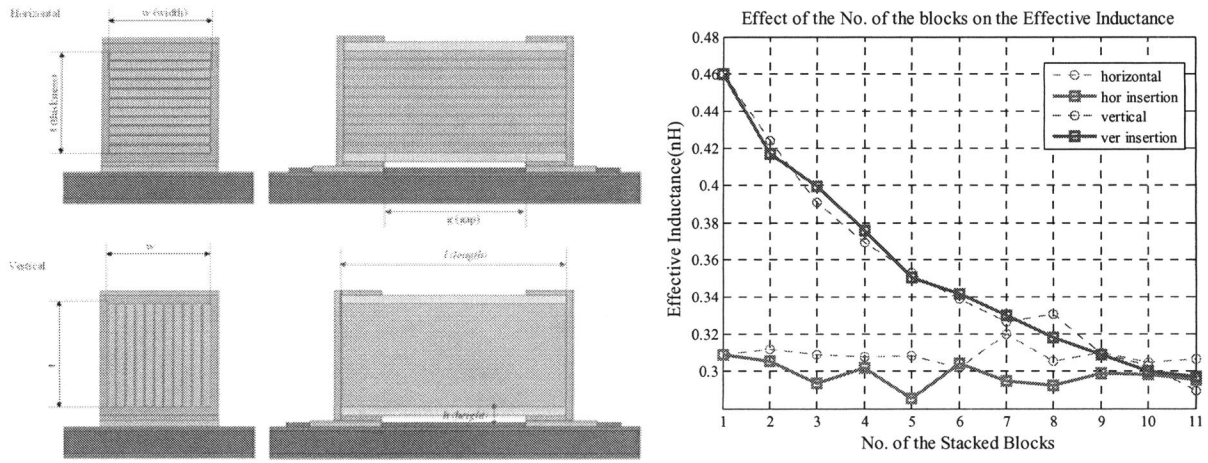 Horizontal
w (width)
t (thickness)
g (gap)
Vertical
w
l (length)
t
h (height)
Effect of the No. of the blocks on the Effective Inductance
0.48
0.46
0.44
0.42
0.4
0.38
0.36
0.34
0.32
0.3
Effective Inductance(nH)
horizontal
hor insertion
vertical
ver insertion
1 2 3 4 5 6 7 8 9 10 11
No. of the Stacked Blocks